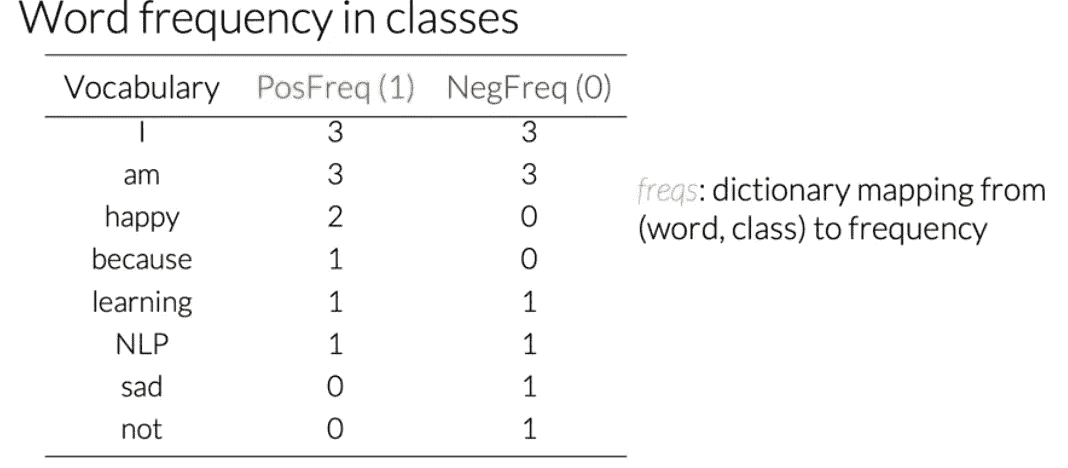 Word frequency in classes
Vocabulary PosFreq (1) NegFreq (0)
I 3 3
am 3 3
happy 2 0
because 1 0
learning 1 1
NLP 1 1
sad 0 1
not 0 1
freqs: dictionary mapping from
(word, class) to frequency